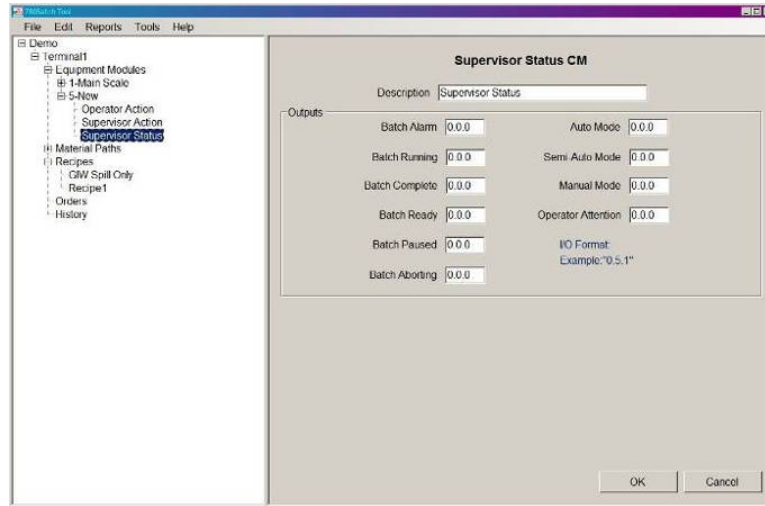 780Batch Tool
File Edit Reports Tools Help
Demo
Terminal1
Equipment Modules
1-Main Scale
5-New
Operator Action
Supervisor Action
Supervisor Status
Material Paths
Recipes
GIW Spill Only
Recipe1
Orders
History
Supervisor Status CM
Description Supervisor Status
Outputs
Batch Alarm 0.0.0 Auto Mode 0.0.0
Batch Running 0.0.0 Semi-Auto Mode 0.0.0
Batch Complete 0.0.0 Manual Mode 0.0.0
Batch Ready 0.0.0 Operator Attention 0.0.0
Batch Paused 0.0.0 I/O Format:
Example:"0.5.1"
Batch Aborting 0.0.0
OK Cancel